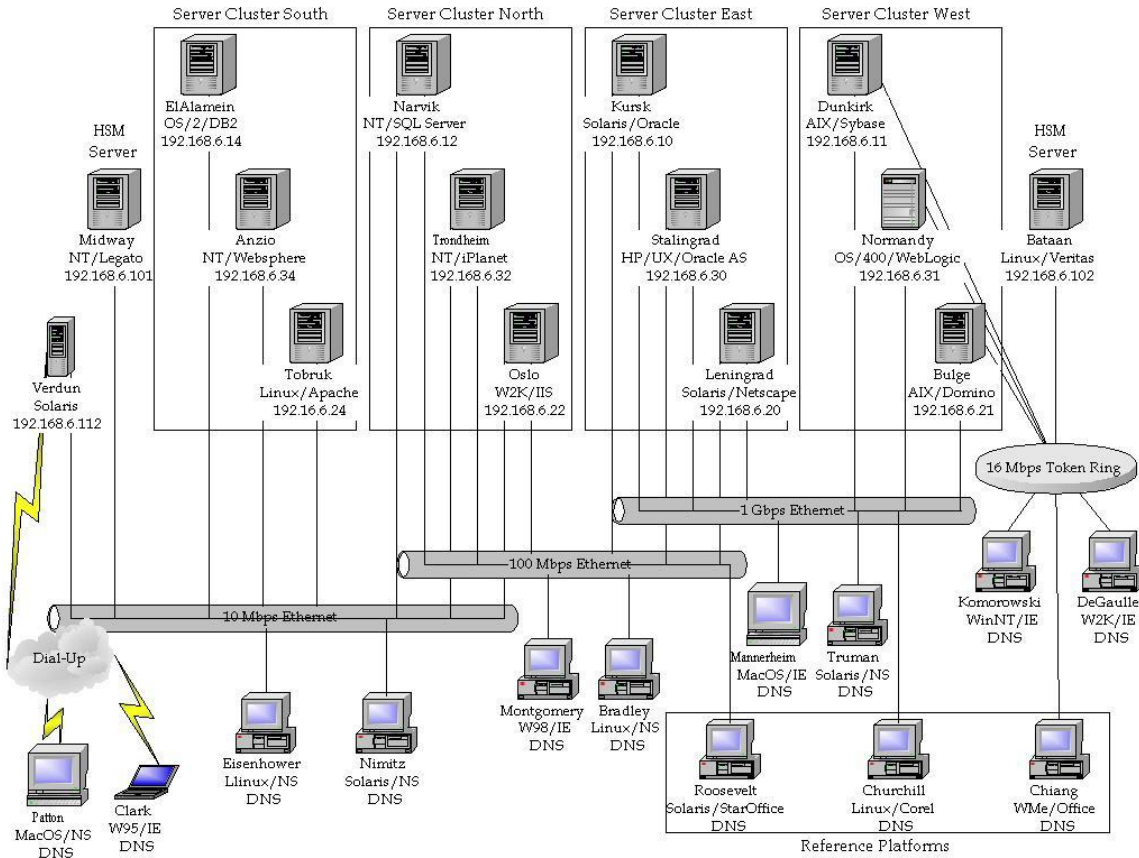 Server Cluster South
Server Cluster North
Server Cluster East
Server Cluster West
ElAlamein
OS/2/DB2
192.168.6.14
Narvik
NT/SQL Server
192.168.6.12
Kursk
Solaris/Oracle
192.168.6.10
Dunkirk
AIX/Sybase
192.168.6.11
HSM
Server
HSM
Server
Midway
NT/Legato
192.168.6.101
Anzio
NT/Websphere
192.168.6.34
Trondheim
NT/iPlanet
192.168.6.32
Stalingrad
HP/UX/Oracle AS
192.168.6.30
Normandy
OS/400/WebLogic
192.168.6.31
Bataan
Linux/Veritas
192.168.6.102
Verdun
Solaris
192.168.6.112
Tobruk
Linux/Apache
192.16.6.24
Oslo
W2K/IIS
192.168.6.22
Leningrad
Solaris/Netscape
192.168.6.20
Bulge
AIX/Domino
192.168.6.21
16 Mbps Token Ring
1 Gbps Ethernet
100 Mbps Ethernet
10 Mbps Ethernet
Dial-Up
Komorowski
WinNT/IE
DNS
DeGaulle
W2K/IE
DNS
Mannerheim
MacOS/IE
DNS
Truman
Solaris/NS
DNS
Montgomery
W98/IE
DNS
Bradley
Linux/NS
DNS
Eisenhower
Llinux/NS
DNS
Nimitz
Solaris/NS
DNS
Roosevelt
Solaris/StarOffice
DNS
Churchill
Linux/Corel
DNS
Chiang
WMe/Office
DNS
Patton
MacOS/NS
DNS
Clark
W95/IE
DNS
Reference Platforms